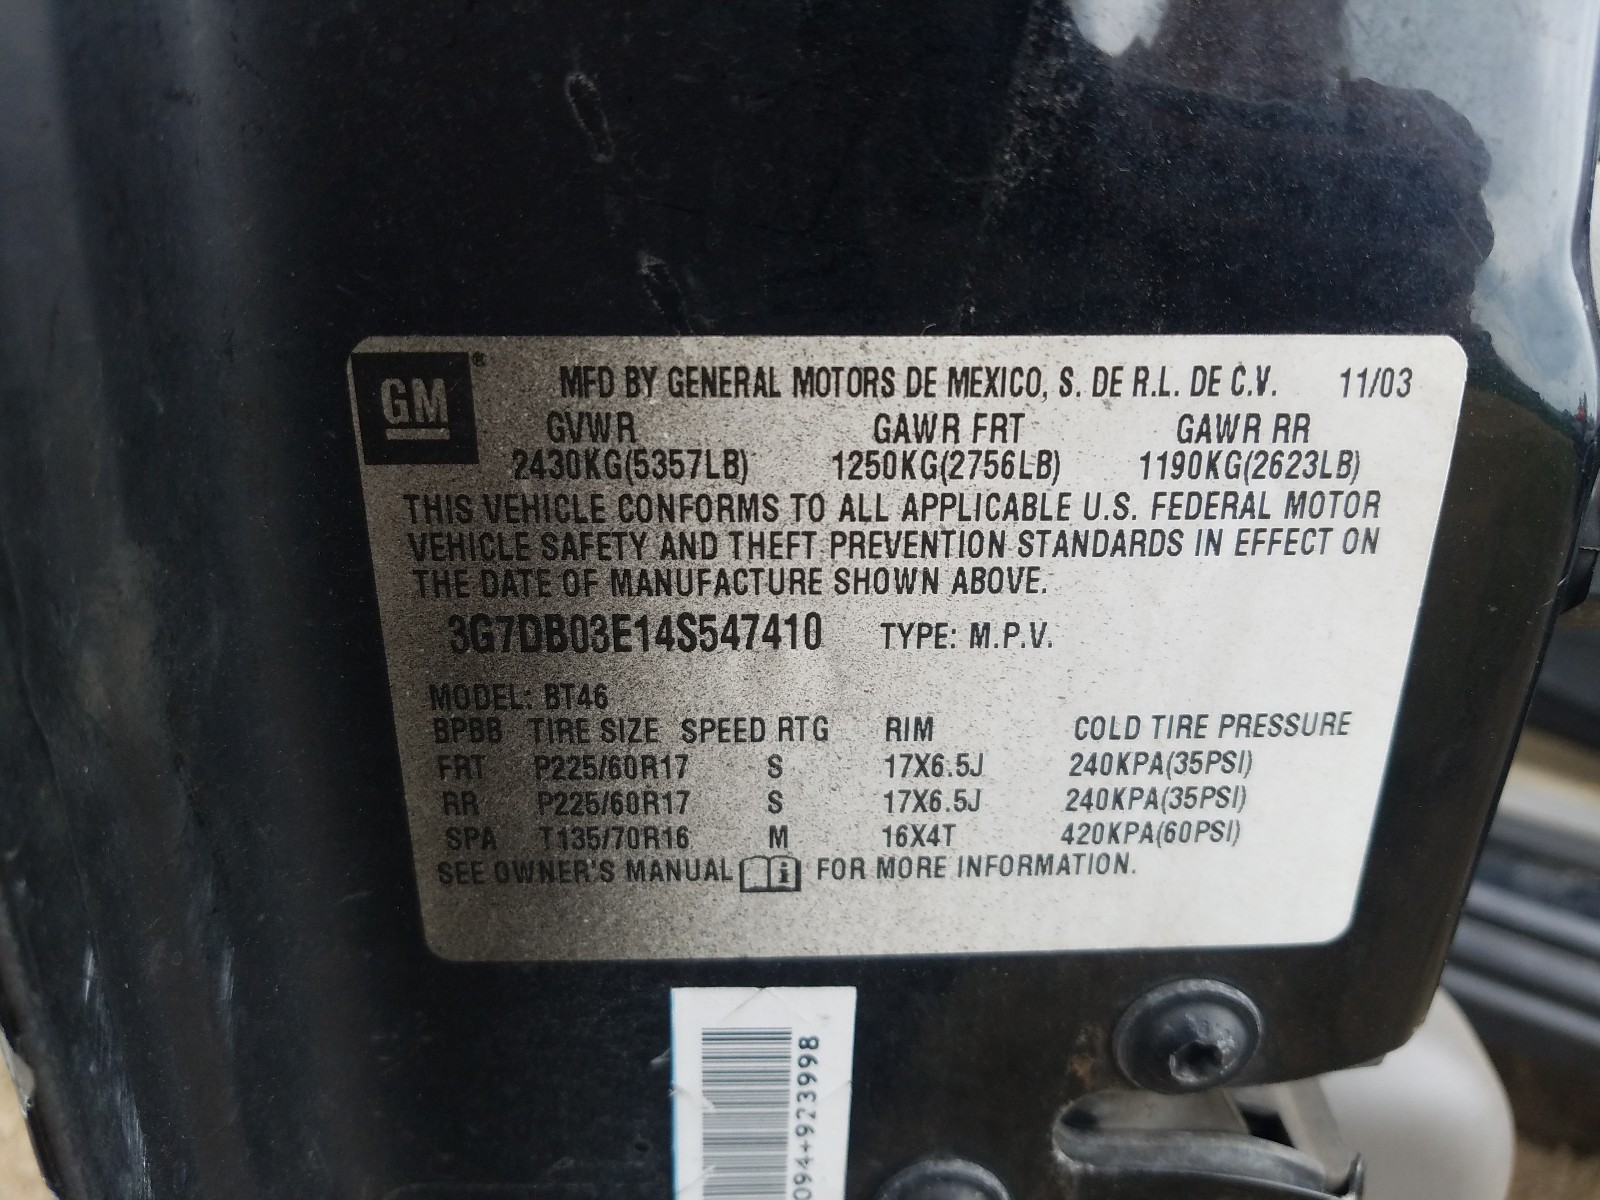 GM®
MFD BY GENERAL MOTORS DE MEXICO, S. DE R.L. DE C.V. 11/03
GVWR GAWR FRT GAWR RR
2430KG(5357LB) 1250KG(2756LB) 1190KG(2623LB)
THIS VEHICLE CONFORMS TO ALL APPLICABLE U.S. FEDERAL MOTOR
VEHICLE SAFETY AND THEFT PREVENTION STANDARDS IN EFFECT ON
THE DATE OF MANUFACTURE SHOWN ABOVE.
3G7DB03E14S547410 TYPE: M.P.V.
MODEL: BT46
BPBB TIRE SIZE SPEED RTG RIM COLD TIRE PRESSURE
FRT P225/60R17 S 17X6.5J 240KPA(35PSI)
RR P225/60R17 S 17X6.5J 240KPA(35PSI)
SPA T135/70R16 M 16X4T 420KPA(60PSI)
SEE OWNER'S MANUAL i FOR MORE INFORMATION.
094+923998